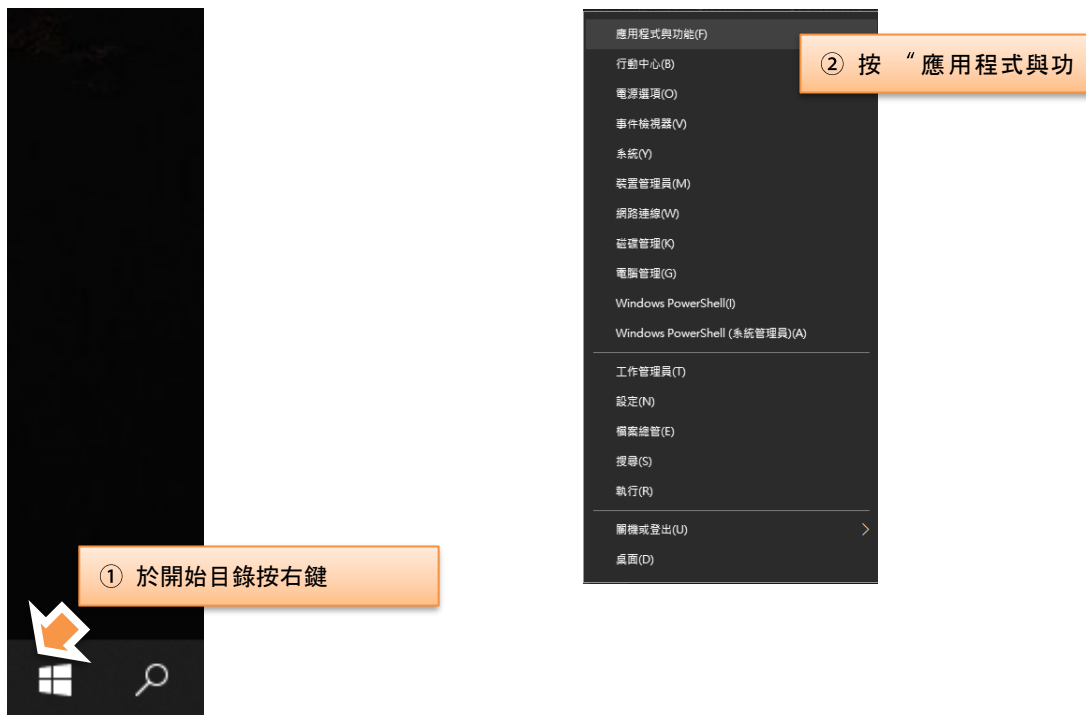 ① 於開始目錄按右鍵
應用程式與功能(F)
② 按 “應用程式與功
行動中心(B)
電源選項(O)
事件檢視器(V)
系統(Y)
裝置管理員(M)
網路連線(W)
磁碟管理(K)
電腦管理(G)
Windows PowerShell(I)
Windows PowerShell (系統管理員)(A)
工作管理員(T)
設定(N)
檔案總管(E)
搜尋(S)
執行(R)
關機或登出(U)
桌面(D)